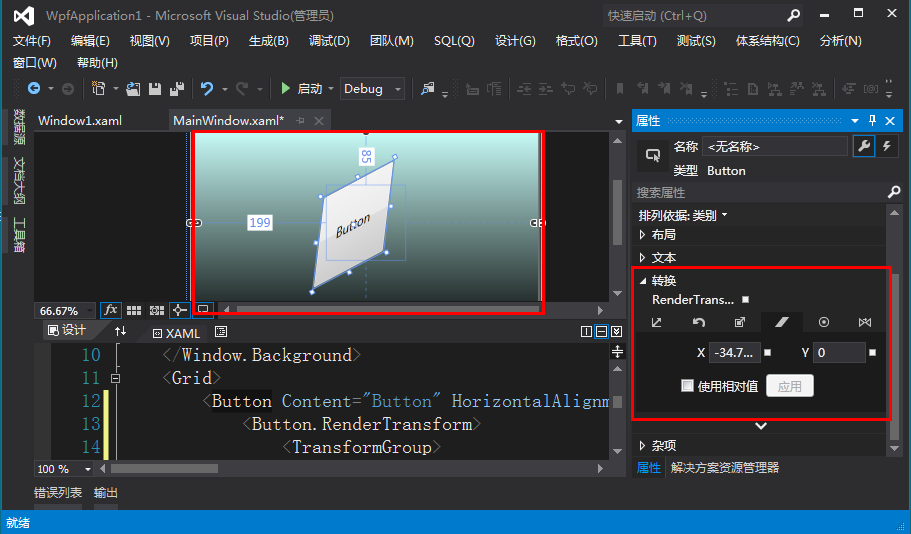 WpfApplication1 - Microsoft Visual Studio(管理员)
快速启动 (Ctrl+Q)
文件(F) 编辑(E) 视图(V) 项目(P) 生成(B) 调试(D) 团队(M) SQL(Q) 设计(G) 格式(O) 工具(T) 测试(S) 体系结构(C) 分析(N)
窗口(W) 帮助(H)
启动 Debug
数据源
文档大纲
工具箱
Window1.xaml
MainWindow.xaml*
85
199
Button
66.67%
fx
设计
XAML
10 </Window.Background>
11 <Grid>
12 <Button Content="Button" HorizontalAlignm
13 <Button.RenderTransform>
14 <TransformGroup>
100 %
错误列表 输出
就绪
属性
名称 <无名称>
类型 Button
搜索属性
排列依据: 类别
布局
文本
转换
RenderTrans...
X -34.7... Y 0
使用相对值 应用
杂项
属性 解决方案资源管理器